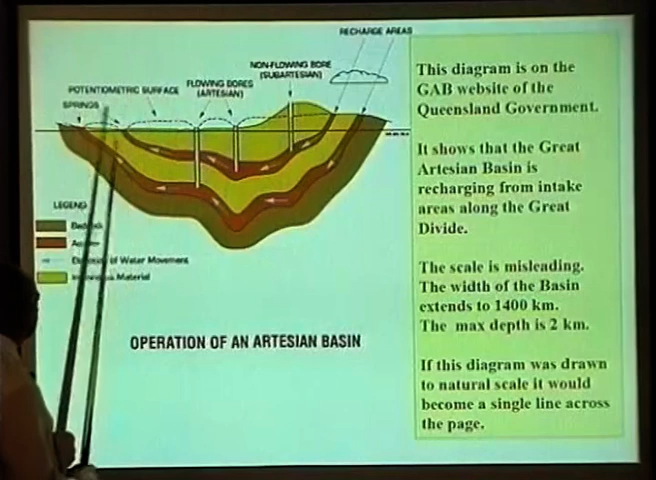 RECHARGE AREAS
NON-FLOWING BORE
(SUBARTESIAN)
FLOWING BORES
(ARTESIAN)
POTENTIOMETRIC SURFACE
SPRINGS
LEGEND
of Water Movement
Material
OPERATION OF AN ARTESIAN BASIN
This diagram is on the
GAB website of the
Queensland Government.
It shows that the Great
Artesian Basin is
recharging from intake
areas along the Great
Divide.
The scale is misleading.
The width of the Basin
extends to 1400 km.
The max depth is 2 km.
If this diagram was drawn
to natural scale it would
become a single line across
the page.